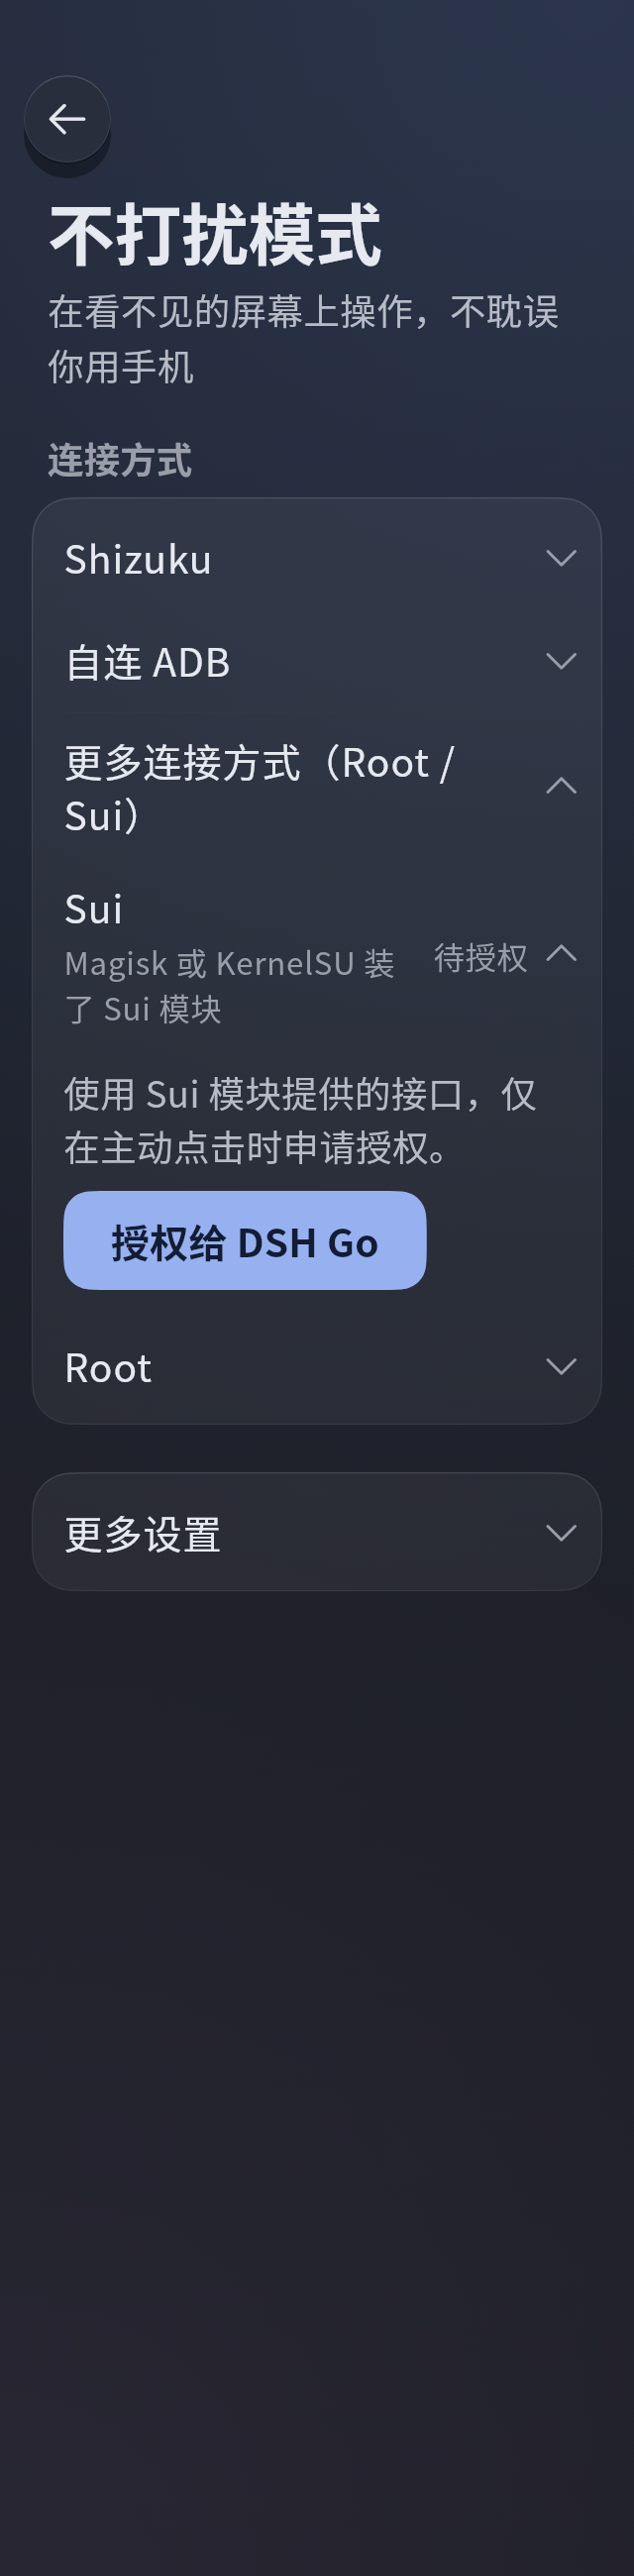 不打扰模式
在看不见的屏幕上操作，不耽误
你用手机
连接方式
Shizuku
自连 ADB
更多连接方式（Root /
Sui）
Sui
Magisk 或 KernelSU 装
了 Sui 模块
待授权
使用 Sui 模块提供的接口，仅
在主动点击时申请授权。
授权给 DSH Go
Root
更多设置